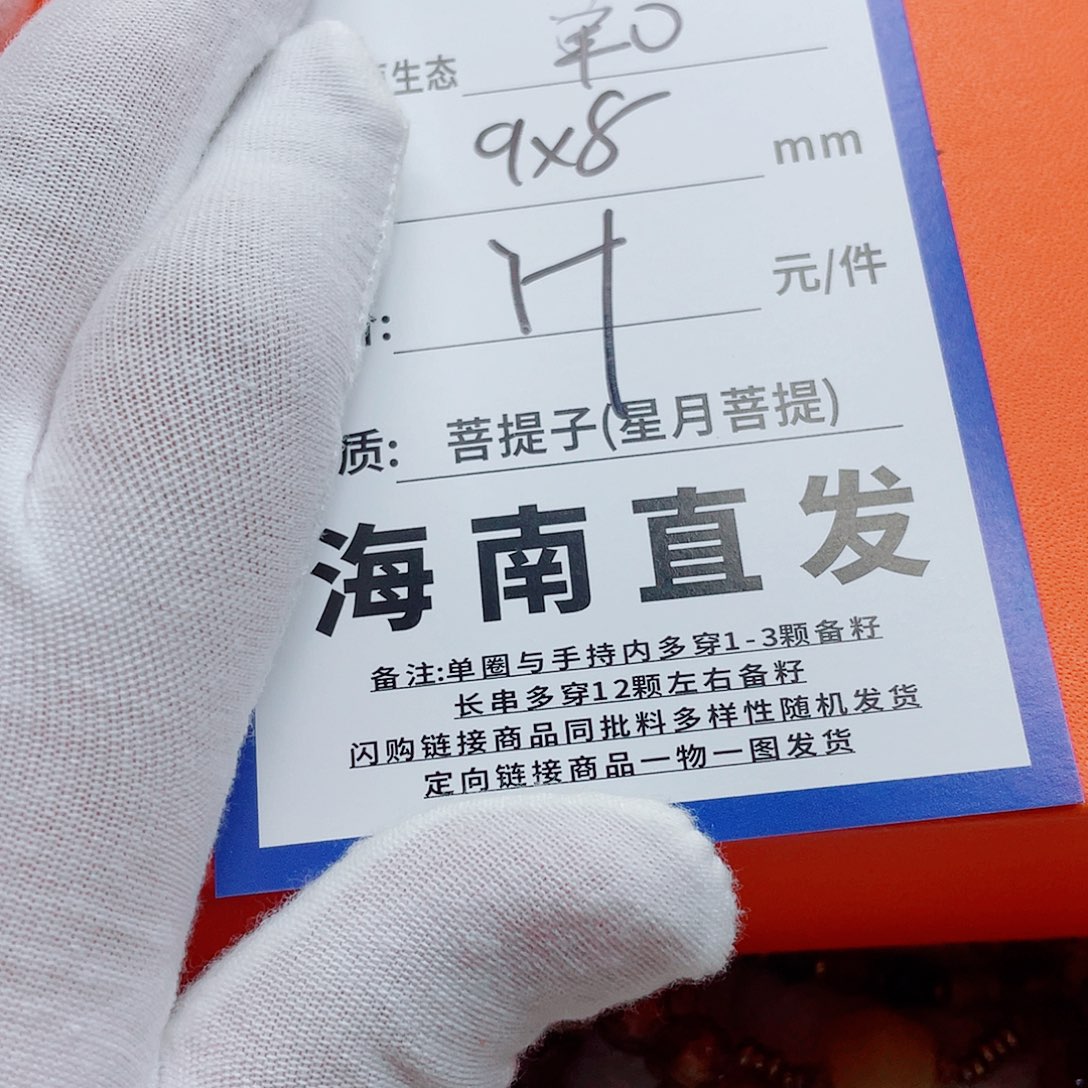 生态 单O
9x8 mm
元/件
质: 菩提子(星月菩提)
海南直发
备注:单圈与手持内多穿1-3颗备籽
长串多穿12颗左右备籽
闪购链接商品同批料多样性随机发货
定向链接商品一物一图发货